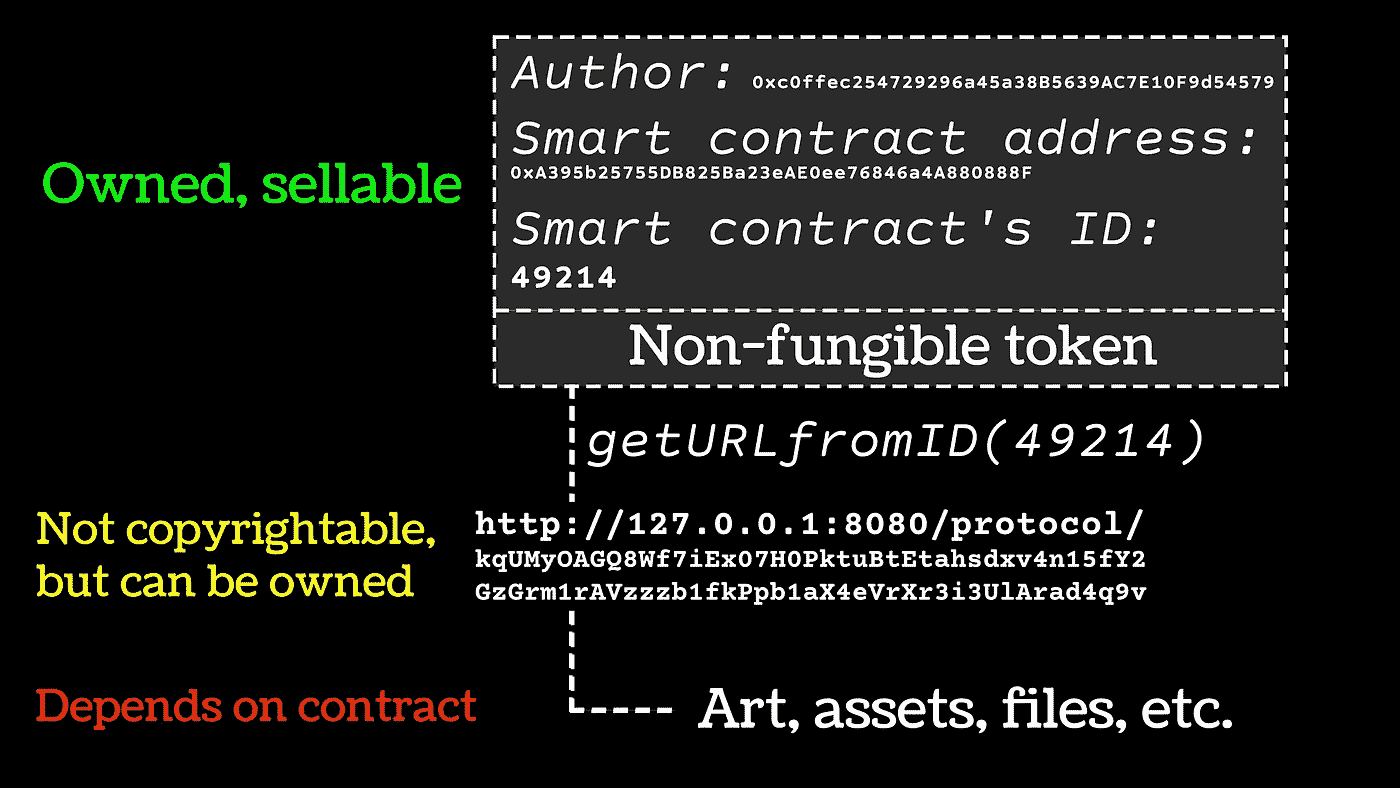 Author: 0xc0ffec254729296a45a38B5639AC7E10F9d54579
Smart contract address:
0xA395b25755DB825Ba23eAE0ee76846a4A880888F
Owned, sellable
Smart contract's ID:
49214
Non-fungible token
getURLfromID(49214)
Not copyrightable,
but can be owned
http://127.0.0.1:8080/protocol/
kqUMyOAGQ8Wf7iEx07H0PktuBtEtahsdxv4n15fY2
GzGrm1rAVzzzb1fkPpb1aX4eVrXr3i3UlArad4q9v
Depends on contract
Art, assets, files, etc.